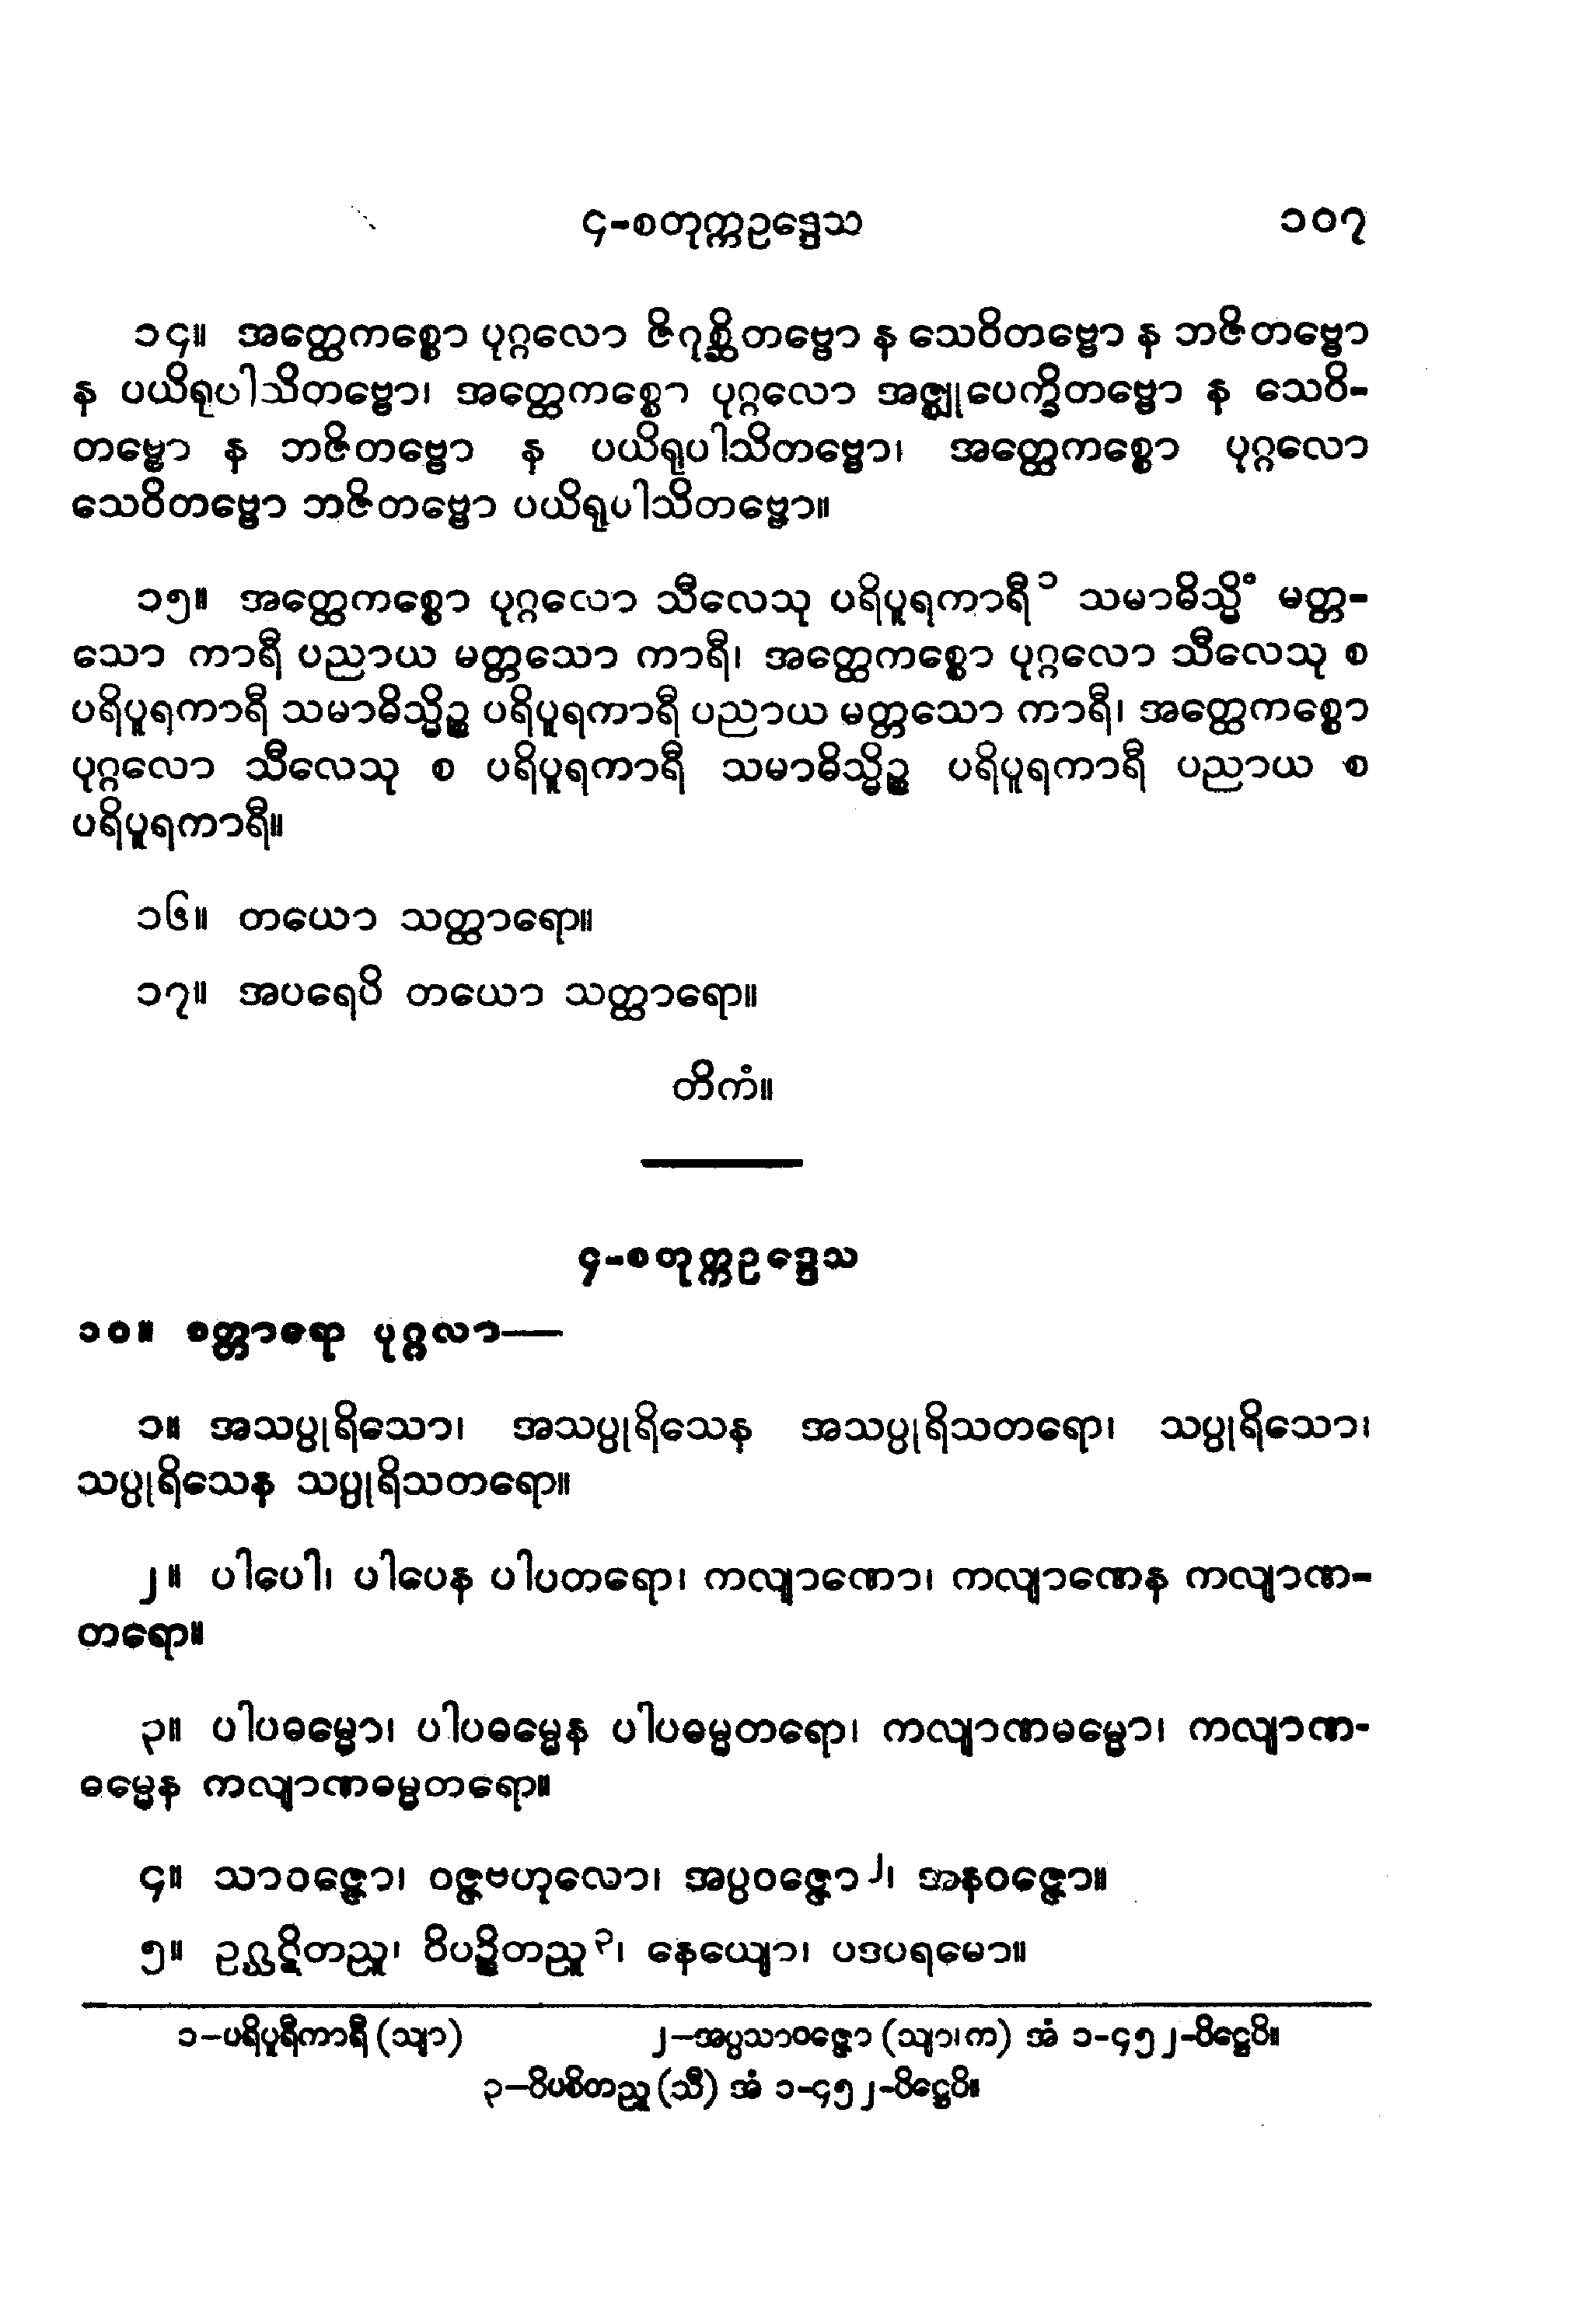 ၄-စတုက္ကဥဒ္ဒေသ ၁၀၇
၁၄။ အတ္ထေကစ္စော ပုဂ္ဂလော ဇိဂုစ္ဆိတဗ္ဗော န သေဝိတဗ္ဗော န ဘဇိတဗ္ဗော
န ပယိရုပါသိတဗ္ဗော၊ အတ္ထေကစ္စော ပုဂ္ဂလော အဇ္ဈုပေက္ခိတဗ္ဗော န သေဝိ-
တဗ္ဗော န ဘဇိတဗ္ဗော န ပယိရုပါသိတဗ္ဗော၊ အတ္ထေကစ္စော ပုဂ္ဂလော
သေဝိတဗ္ဗော ဘဇိတဗ္ဗော ပယိရုပါသိတဗ္ဗော။
၁၅။ အတ္ထေကစ္စော ပုဂ္ဂလော သီလေသု ပရိပူရကာရီ ၁ သမာဓိသ္မိံ မတ္တ-
သော ကာရီ ပညာယ မတ္တသော ကာရီ၊ အတ္ထေကစ္စော ပုဂ္ဂလော သီလေသု စ
ပရိပူရကာရီ သမာဓိသ္မိဉ္စ ပရိပူရကာရီ ပညာယ မတ္တသော ကာရီ၊ အတ္ထေကစ္စော
ပုဂ္ဂလော သီလေသု စ ပရိပူရကာရီ သမာဓိသ္မိဉ္စ ပရိပူရကာရီ ပညာယ စ
ပရိပူရကာရီ။
၁၆။ တယော သတ္ထာရော။
၁၇။ အပရေပိ တယော သတ္ထာရော။
တိကံ။
၄-စတုက္ကဥဒ္ဒေသ
၁၀။ စတ္တာရော ပုဂ္ဂလာ—
၁။ အသပ္ပုရိသော၊ အသပ္ပုရိသေန အသပ္ပုရိသတရော၊ သပ္ပုရိသော၊
သပ္ပုရိသေန သပ္ပုရိသတရော။
၂။ ပါပေါ၊ ပါပေန ပါပတရော၊ ကလျာဏော၊ ကလျာဏေန ကလျာဏ-
တရော။
၃။ ပါပဓမ္မော၊ ပါပဓမ္မေန ပါပဓမ္မတရော၊ ကလျာဏဓမ္မော၊ ကလျာဏ-
ဓမ္မေန ကလျာဏဓမ္မတရော။
၄။ သာဝဇ္ဇော၊ ဝဇ္ဇဗဟုလော၊ အပ္ပဝဇ္ဇော ၂၊ အနဝဇ္ဇော။
၅။ ဥဂ္ဃဋိတညူ၊ ဝိပဉ္စိတညူ ၃၊ နေယျော၊ ပဒပရမော။
၁−ပရိပူရီကာရီ (သျာ) ၂−အပ္ပသာဝဇ္ဇော (သျာ၊က) အံ ၁-၄၅၂-ပိဋ္ဌေပိ။
၃−ဝိပစိတညူ (သီ) အံ ၁-၄၅၂-ပိဋ္ဌေပိ။